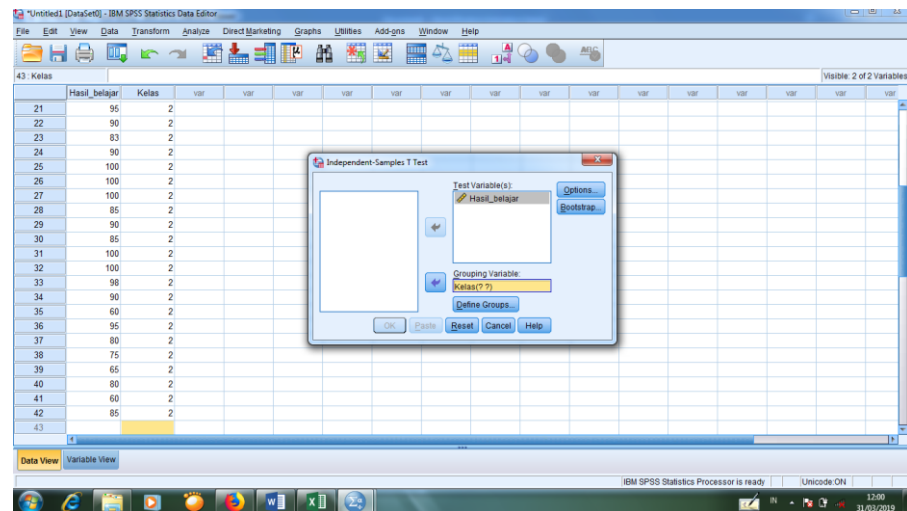 *Untitled1 [DataSet0] - IBM SPSS Statistics Data Editor
File Edit View Data Transform Analyze Direct Marketing Graphs Utilities Add-ons Window Help
43 : Kelas Visible: 2 of 2 Variables
Hasil_belajar Kelas var var var var var var var var var var var var var
21 95 2
22 90 2
23 83 2
24 90 2
25 100 2
26 100 2
27 100 2
28 85 2
29 90 2
30 85 2
31 100 2
32 100 2
33 98 2
34 90 2
35 60 2
36 95 2
37 80 2
38 75 2
39 65 2
40 80 2
41 60 2
42 85 2
43
Independent-Samples T Test
Test Variable(s):
Hasil_belajar
Options...
Bootstrap...
Grouping Variable:
Kelas(? ?)
Define Groups...
OK Paste Reset Cancel Help
Data View Variable View
IBM SPSS Statistics Processor is ready Unicode:ON
IN 12:00
31/03/2019